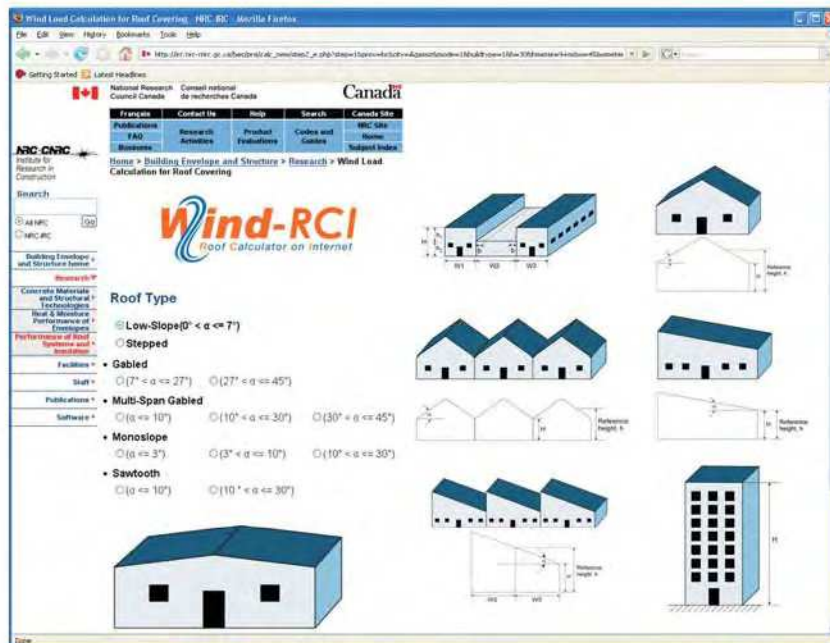 Wind Load Calculation for Roof Covering - NRC-IRC - Mozilla Firefox
File Edit View History Bookmarks Tools Help
Getting Started Latest Headlines
National Research Council Canada
Conseil national de recherches Canada
Canada
Français Contact Us Help Search Canada Site
Publications Research Activities Product Evaluations Codes and Guides NRC Site
FAQ Home
Business Subject Index
NRC-CNRC
Institute for
Research in
Construction
Home > Building Envelope and Structure > Research > Wind Load
Calculation for Roof Covering
Search
All NRC Go
NRC-IRC
Wind-RCI
Roof Calculator on Internet
Building Envelope
and Structure home
Research
Concrete Materials
and Structural
Technologies
Heat & Moisture
Performance of
Envelopes
Performance of Roof
Systems and
Insulation
Facilities
Staff
Publications
Software
Roof Type
Low-Slope(0° < α <= 7°)
Stepped
• Gabled
(7° < α <= 27°) (27° < α <= 45°)
• Multi-Span Gabled
(α <= 10°) (10° < α <= 30°) (30° < α <= 45°)
• Monoslope
(α <= 3°) (3° < α <= 10°) (10° < α <= 30°)
• Sawtooth
(α <= 10°) (10 ° < α <= 30°)
H
b b
W1 W2 W3
H
Reference
height, h
H
Reference
height, h
H
Reference
height, h
H
Reference
height, h
W2
H
Done